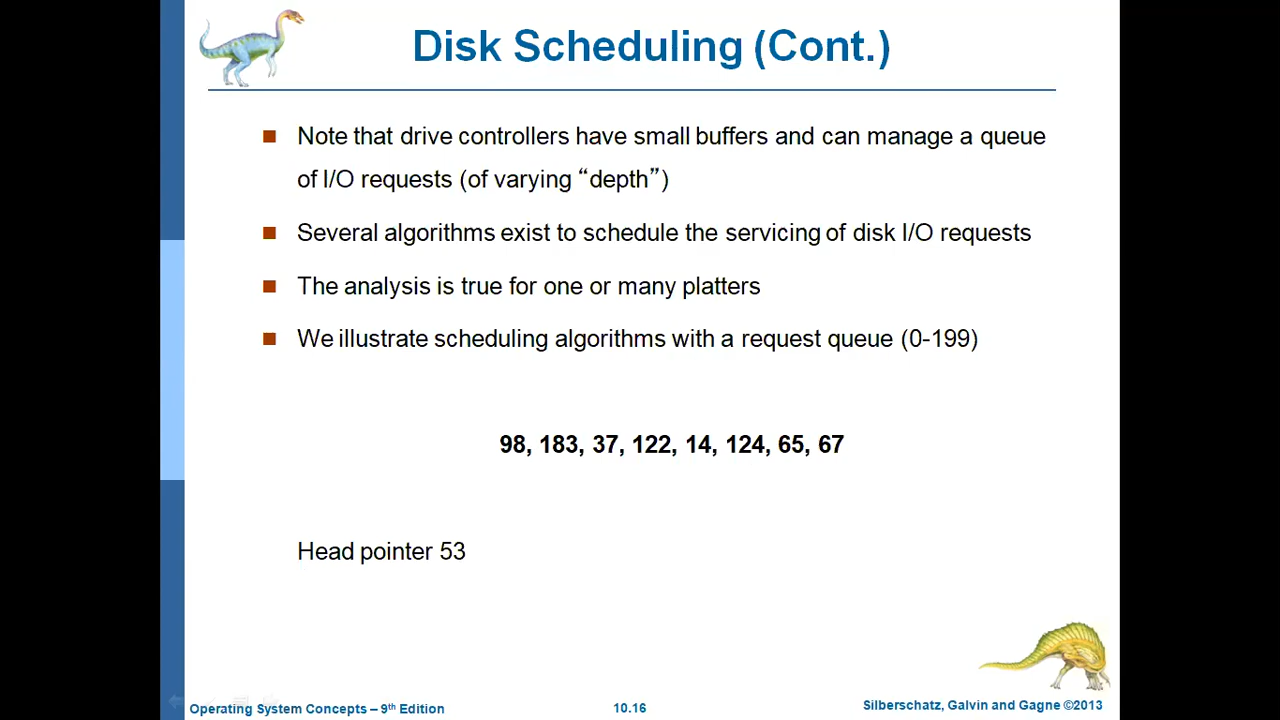 Disk Scheduling (Cont.)
Note that drive controllers have small buffers and can manage a queue
of I/O requests (of varying “depth”)
Several algorithms exist to schedule the servicing of disk I/O requests
The analysis is true for one or many platters
We illustrate scheduling algorithms with a request queue (0-199)
98, 183, 37, 122, 14, 124, 65, 67
Head pointer 53
Operating System Concepts – 9th Edition
10.16
Silberschatz, Galvin and Gagne ©2013